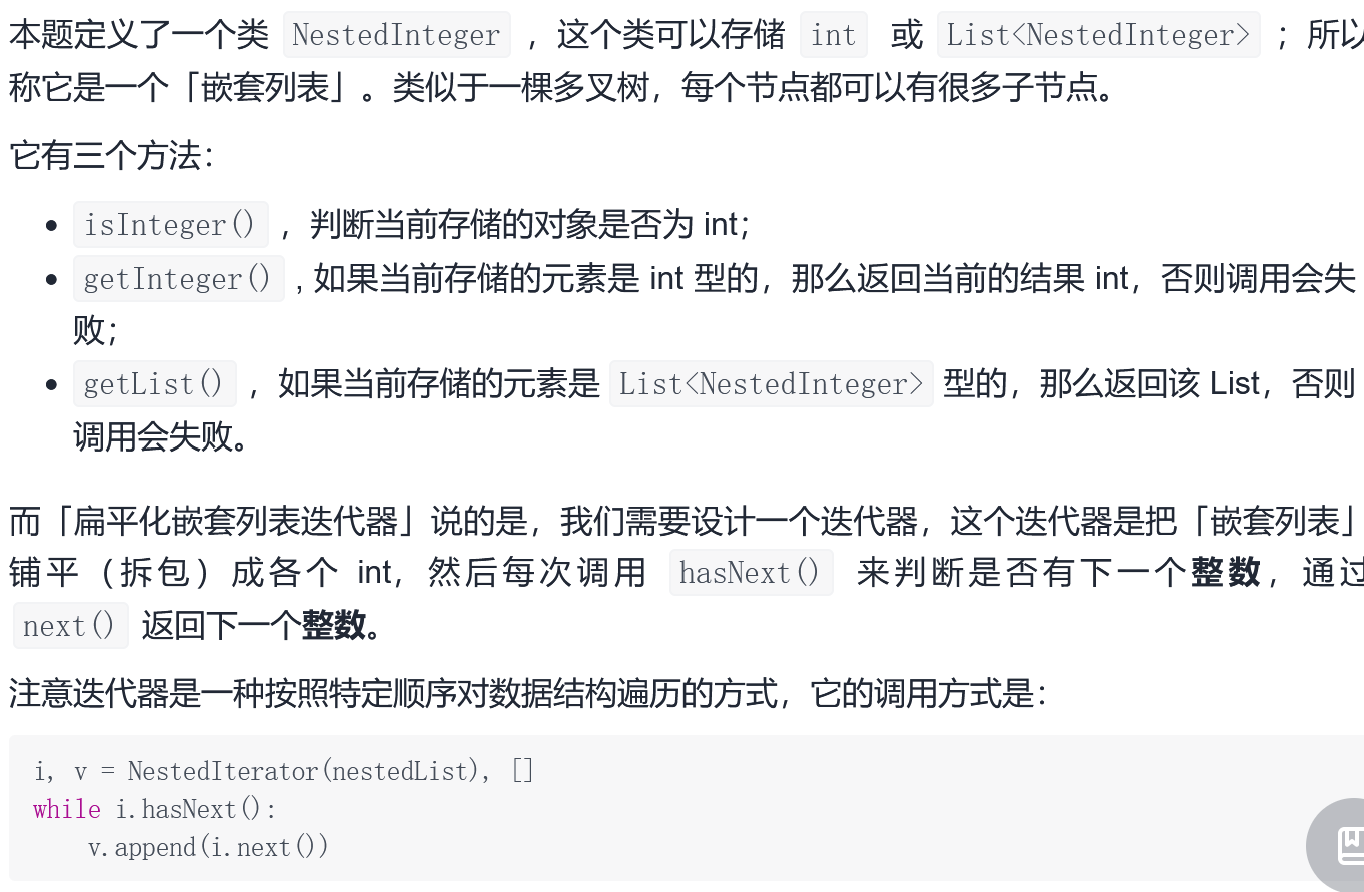 本题定义了一个类 NestedInteger ，这个类可以存储 int 或 List<NestedInteger> ；所以
称它是一个「嵌套列表」。类似于一棵多叉树，每个节点都可以有很多子节点。
它有三个方法：
• isInteger() ，判断当前存储的对象是否为 int；
• getInteger() , 如果当前存储的元素是 int 型的，那么返回当前的结果 int，否则调用会失
败；
• getList() ，如果当前存储的元素是 List<NestedInteger> 型的，那么返回该 List，否则
调用会失败。
而「扁平化嵌套列表迭代器」说的是，我们需要设计一个迭代器，这个迭代器是把「嵌套列表」
铺平（拆包）成各个 int，然后每次调用 hasNext() 来判断是否有下一个整数，通过
next() 返回下一个整数。
注意迭代器是一种按照特定顺序对数据结构遍历的方式，它的调用方式是：
i, v = NestedIterator(nestedList), []
while i.hasNext():
    v.append(i.next())